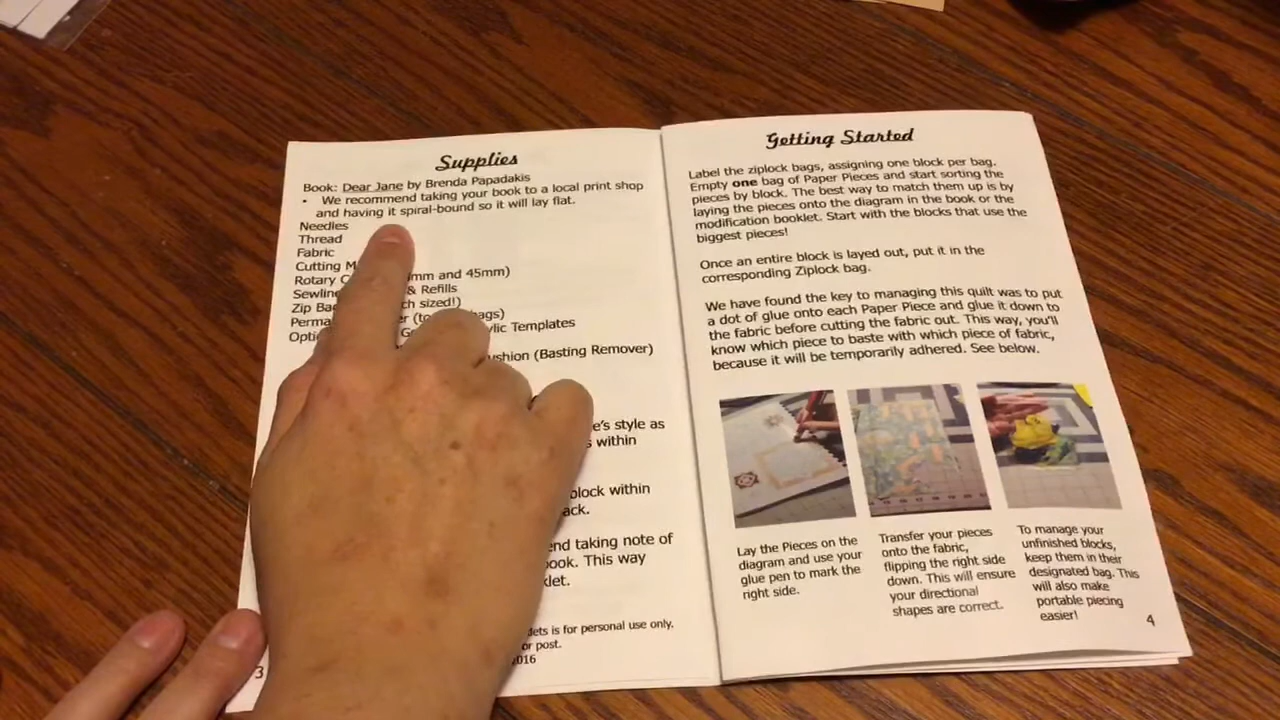 Supplies
Book: Dear Jane by Brenda Papadakis
• We recommend taking your book to a local print shop
and having it spiral-bound so it will lay flat.
Needles
Thread
Fabric
Cutting
Rotary mm and 45mm)
Sewline & Refills
Zip sized!)
bags)
Templates
(Basting Remover)
style as
within
block within
taking note of
This way
is for personal use only,
or post.
2016
3
Getting Started
Label the ziplock bags, assigning one block per bag.
Empty one bag of Paper Pieces and start sorting the
pieces by block. The best way to match them up is by
laying the pieces onto the diagram in the book or the
modification booklet. Start with the blocks that use the
biggest pieces!
Once an entire block is layed out, put it in the
corresponding Ziplock bag.
We have found the key to managing this quilt was to put
a dot of glue onto each Paper Piece and glue it down to
the fabric before cutting the fabric out. This way, you'll
know which piece to baste with which piece of fabric,
because it will be temporarily adhered. See below.
Lay the Pieces on the
diagram and use your
glue pen to mark the
right side.
Transfer your pieces
onto the fabric,
flipping the right side
down. This will ensure
your directional
shapes are correct.
To manage your
unfinished blocks,
keep them in their
designated bag. This
will also make
portable piecing
easier!
4